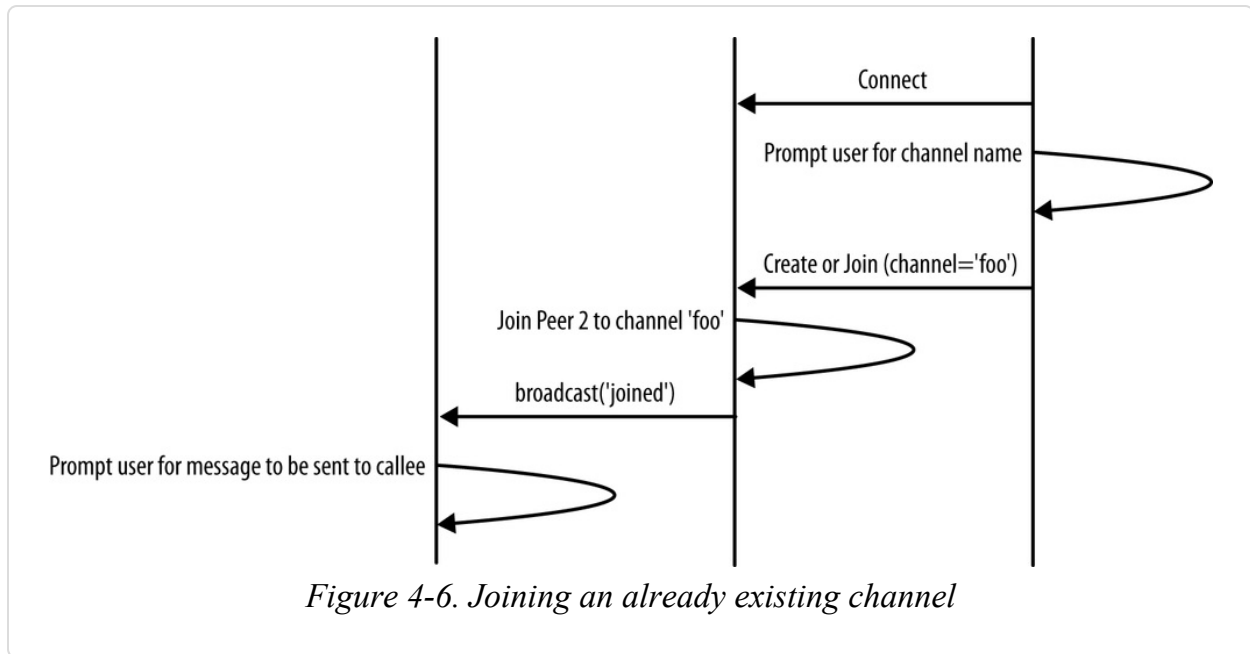 Connect
Prompt user for channel name
Create or Join (channel='foo')
Join Peer 2 to channel 'foo'
broadcast('joined')
Prompt user for message to be sent to callee
Figure 4-6. Joining an already existing channel